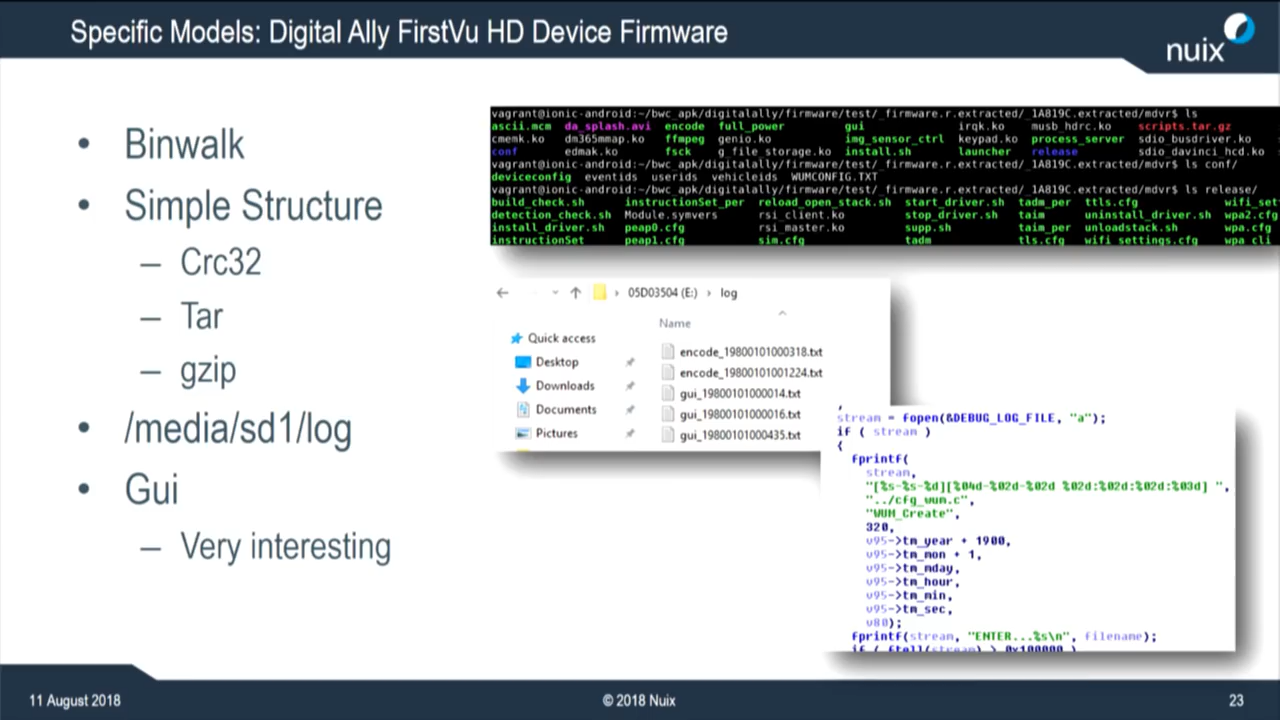 Specific Models: Digital Ally FirstVu HD Device Firmware
nuix
• Binwalk
• Simple Structure
– Crc32
– Tar
– gzip
• /media/sd1/log
• Gui
– Very interesting
vagrant@ionic-android:~/bwc_apk/digitalally/firmware/test/_firmware.r.extracted/_1A819C.extracted/mdvr$ ls
ascii.mcm da_splash.avi encode full_power gui irqk.ko musb_hdrc.ko scripts.tar.gz
cmemk.ko dm365mmap.ko ffmpeg genio.ko img_sensor_ctrl keypad.ko process_server sdio_busdriver.ko
conf edmak.ko fsck g_file_storage.ko install.sh launcher release sdio_davinci_hcd.ko
vagrant@ionic-android:~/bwc_apk/digitalally/firmware/test/_firmware.r.extracted/_1A819C.extracted/mdvr$ ls conf/
deviceconfig eventids userids vehicleids WUMCONFIG.TXT
vagrant@ionic-android:~/bwc_apk/digitalally/firmware/test/_firmware.r.extracted/_1A819C.extracted/mdvr$ ls release/
build_check.sh instructionSet_per reload_open_stack.sh start_driver.sh tadm_per ttls.cfg wifi_set
detection_check.sh Module.symvers rsi_client.ko stop_driver.sh taim uninstall_driver.sh wpa2.cfg
install_driver.sh peap0.cfg rsi_master.ko supp.sh taim_per unloadstack.sh wpa.cfg
instructionSet peap1.cfg sim.cfg tadm tls.cfg wifi_settings.cfg wpa_cli
05D03504 (E:) › log
Name
Quick access
Desktop
Downloads
Documents
Pictures
encode_19800101000318.txt
encode_19800101001224.txt
gui_19800101000014.txt
gui_19800101000016.txt
gui_19800101000435.txt
stream = fopen(&DEBUG_LOG_FILE, "a");
if ( stream )
{
fprintf(
stream,
"[%s-%s-%d][%04d-%02d-%02d %02d:%02d:%02d:%03d] ",
"../cfg_wum.c",
"WUM_Create",
320,
v95->tm_year + 1900,
v95->tm_mon + 1,
v95->tm_mday,
v95->tm_hour,
v95->tm_min,
v95->tm_sec,
v80);
fprintf(stream, "ENTER...%s\n", filename);
if ( ftell(stream) > 0x100000 )
11 August 2018
© 2018 Nuix
23